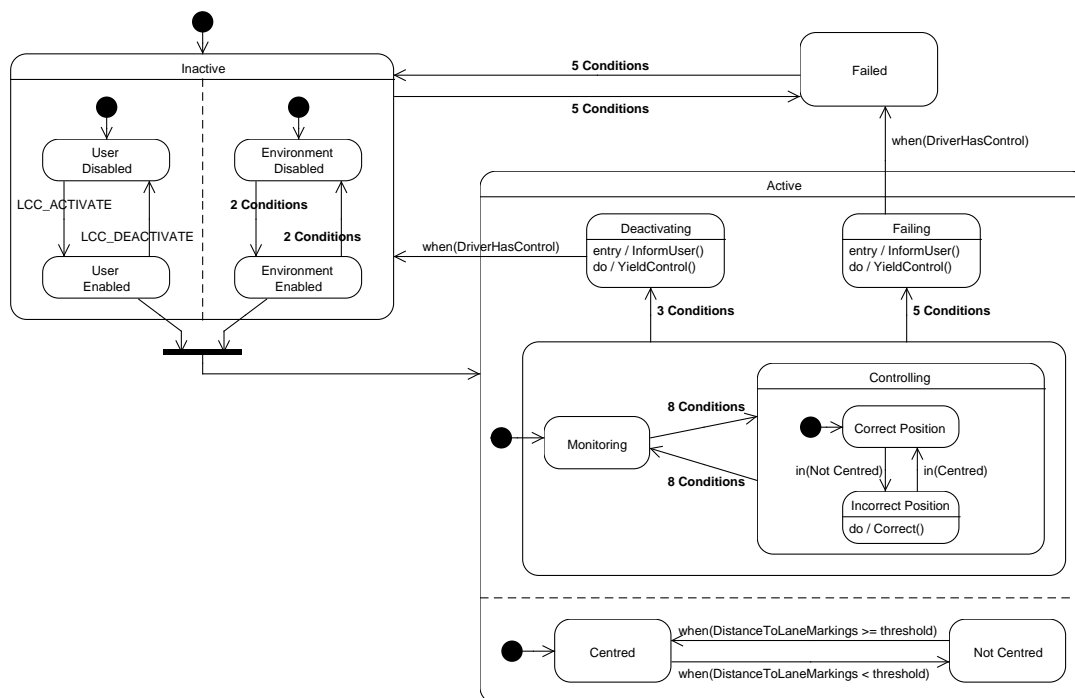 Inactive
5 Conditions
Failed
5 Conditions
User
Disabled
Environment
Disabled
when(DriverHasControl)
LCC_ACTIVATE
2 Conditions
LCC_DEACTIVATE
2 Conditions
User
Enabled
Environment
Enabled
Active
Deactivating
entry / InformUser()
do / YieldControl()
Failing
entry / InformUser()
do / YieldControl()
when(DriverHasControl)
3 Conditions
5 Conditions
Controlling
8 Conditions
Monitoring
8 Conditions
Correct Position
in(Not Centred)
in(Centred)
Incorrect Position
do / Correct()
Centred
when(DistanceToLaneMarkings >= threshold)
when(DistanceToLaneMarkings < threshold)
Not Centred